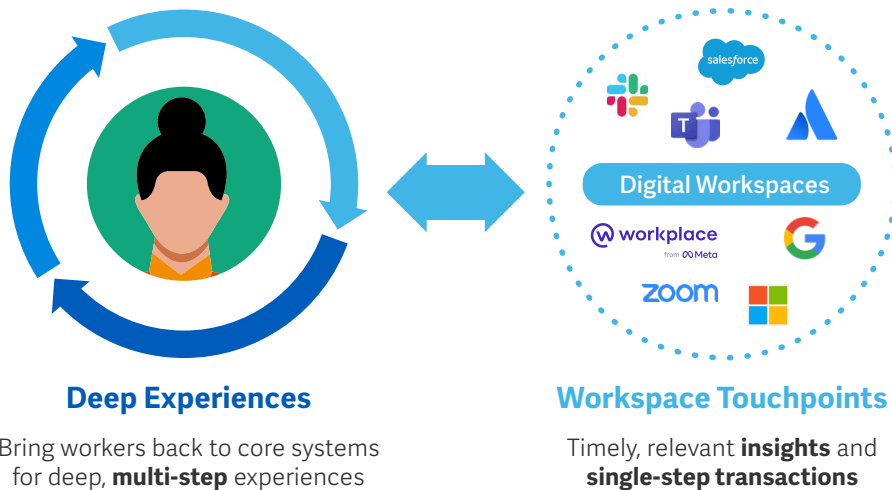 salesforce
T
Digital Workspaces
workplace
from Meta
zoom
Deep Experiences
Workspace Touchpoints
Bring workers back to core systems
for deep, multi-step experiences
Timely, relevant insights and
single-step transactions